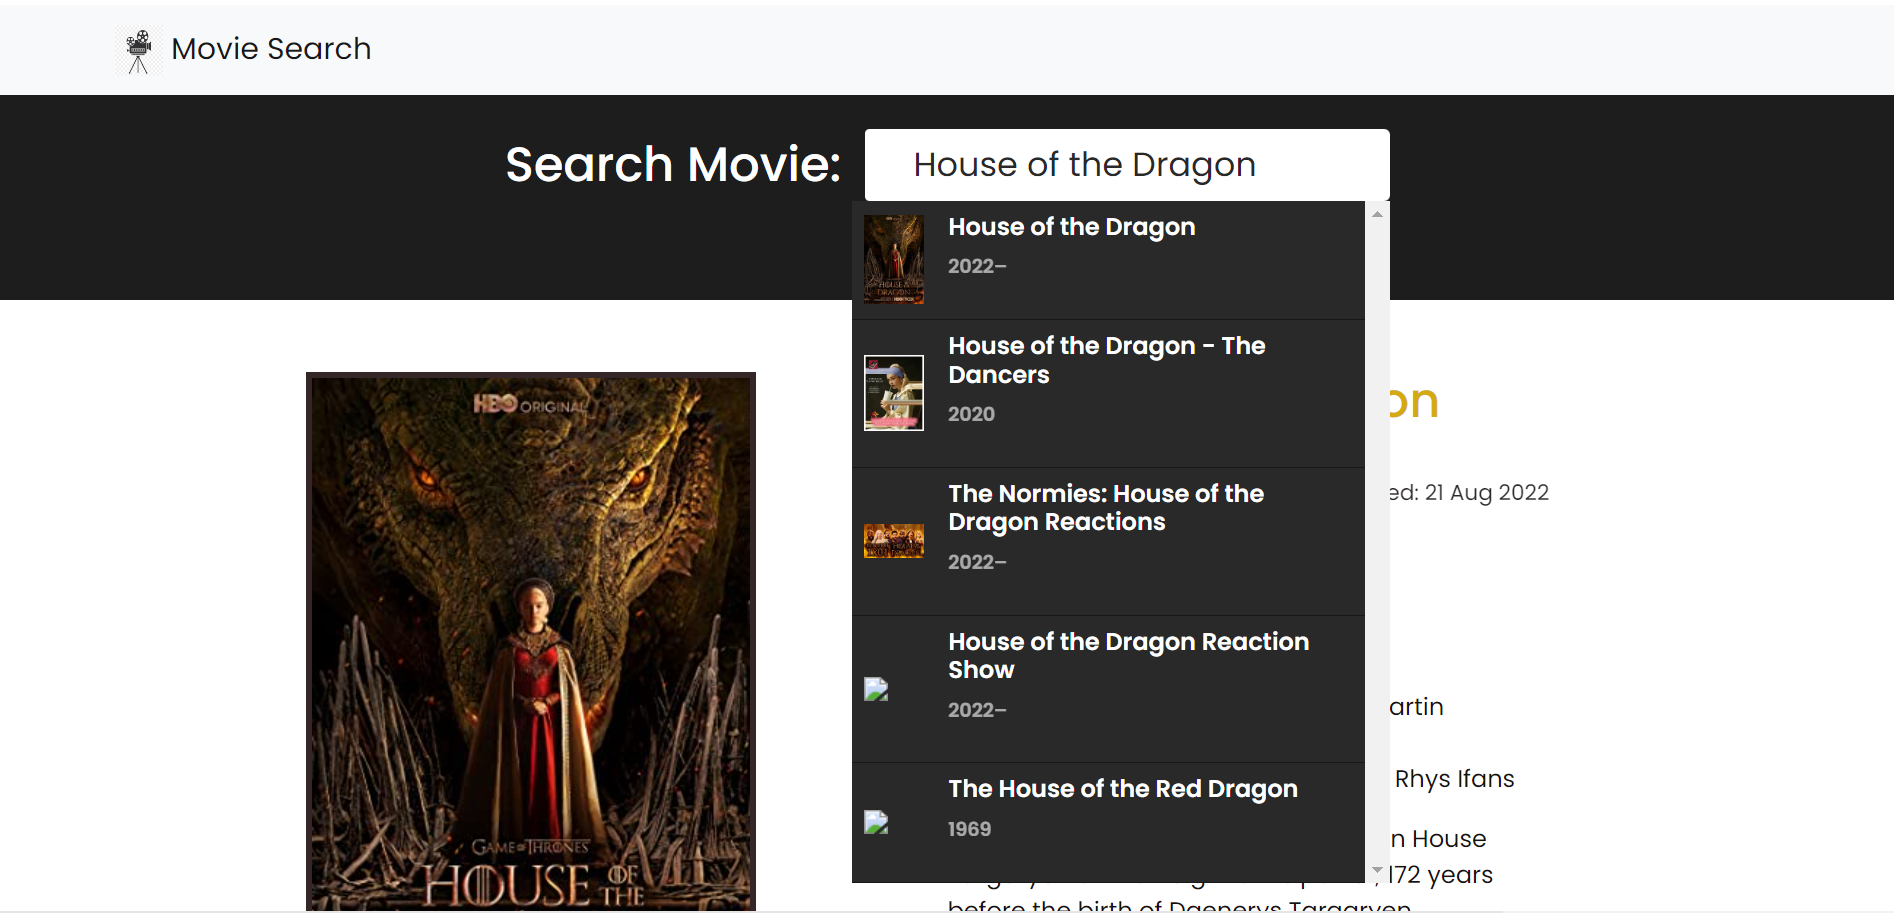 Movie Search
Search Movie:
House of the Dragon
House of the Dragon
2022–
House of the Dragon - The
Dancers
2020
The Normies: House of the
Dragon Reactions
2022–
House of the Dragon Reaction
Show
2022–
The House of the Red Dragon
1969
HBO ORIGINAL
GAME OF THRONES
HOUSE OF THE
on
ed: 21 Aug 2022
artin
Rhys Ifans
n House
172 years
before the birth of Daenerys Targaryen